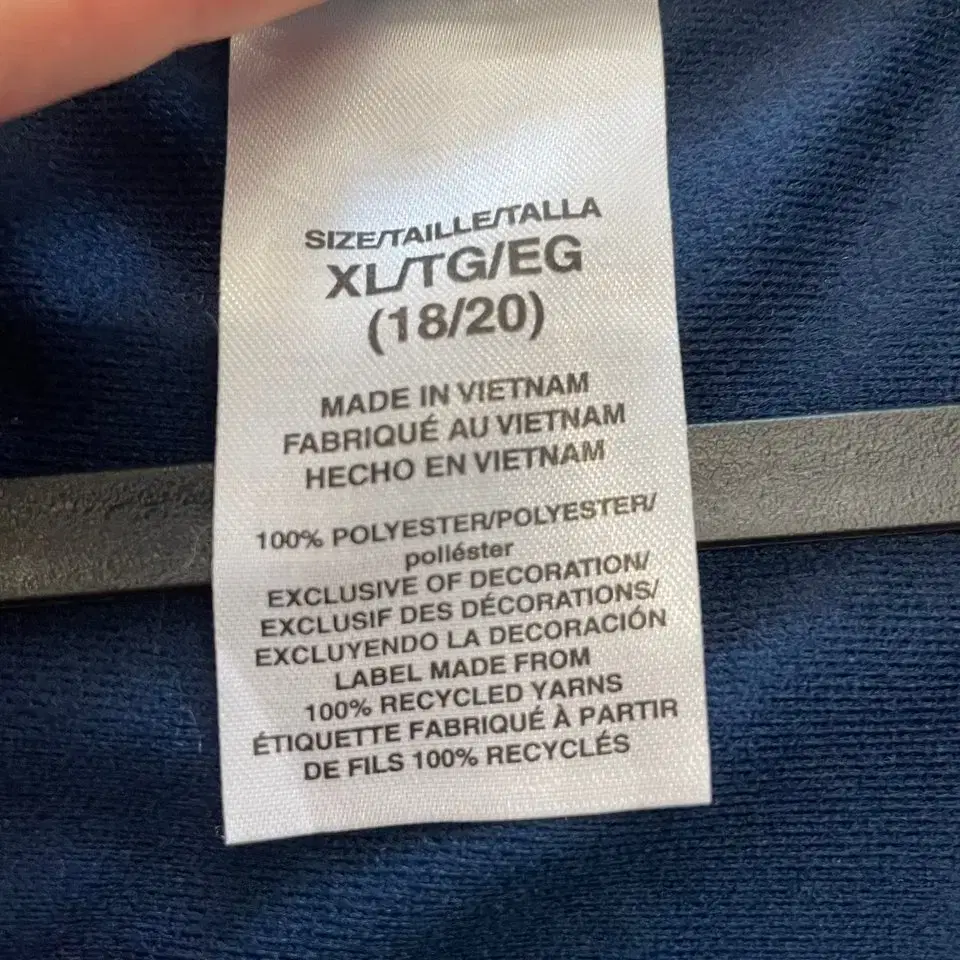 SIZE/TAILLE/TALLA
XL/TG/EG
(18/20)
MADE IN VIETNAM
FABRIQUÉ AU VIETNAM
HECHO EN VIETNAM
100% POLYESTER/POLYESTER/
poliéster
EXCLUSIVE OF DECORATION/
EXCLUSIF DES DÉCORATIONS/
EXCLUYENDO LA DECORACIÓN
LABEL MADE FROM
100% RECYCLED YARNS
ÉTIQUETTE FABRIQUÉ À PARTIR
DE FILS 100% RECYCLÉS